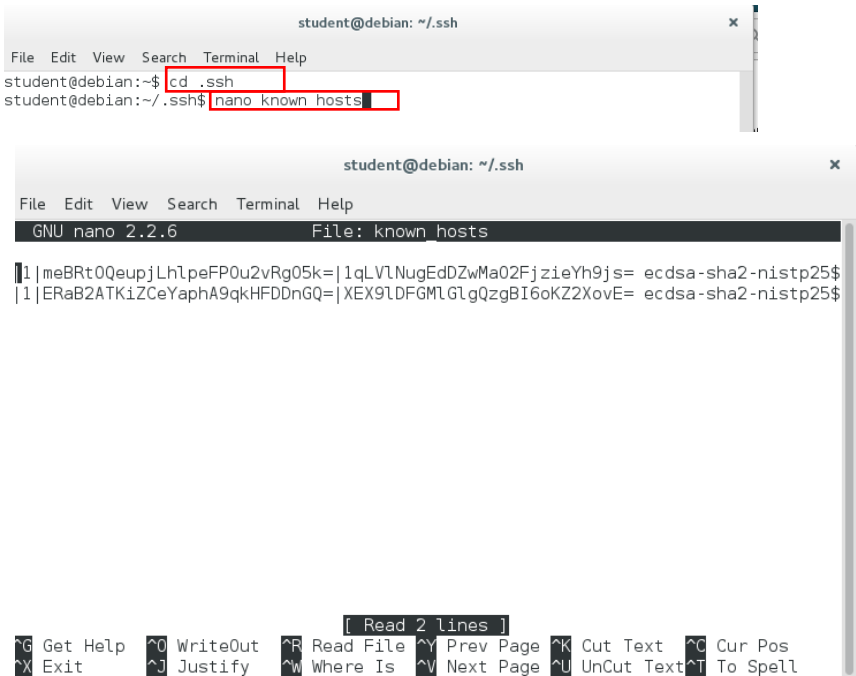 student@debian: ~/.ssh ×
File Edit View Search Terminal Help
student@debian:~$ cd .ssh
student@debian:~/.ssh$ nano known_hosts
student@debian: ~/.ssh ×
File Edit View Search Terminal Help
GNU nano 2.2.6 File: known_hosts
|1|meBRtOQeupjLhlpeFPOu2vRgO5k=|1qLVlNugEdDZwMaO2FjzieYh9js= ecdsa-sha2-nistp25$
|1|ERaB2ATKiZCeYaphA9qkHFDDnGQ=|XEX9lDFGMlGlgQzgBI6oKZ2XovE= ecdsa-sha2-nistp25$
[ Read 2 lines ]
^G Get Help ^O WriteOut ^R Read File ^Y Prev Page ^K Cut Text ^C Cur Pos
^X Exit ^J Justify ^W Where Is ^V Next Page ^U UnCut Text ^T To Spell